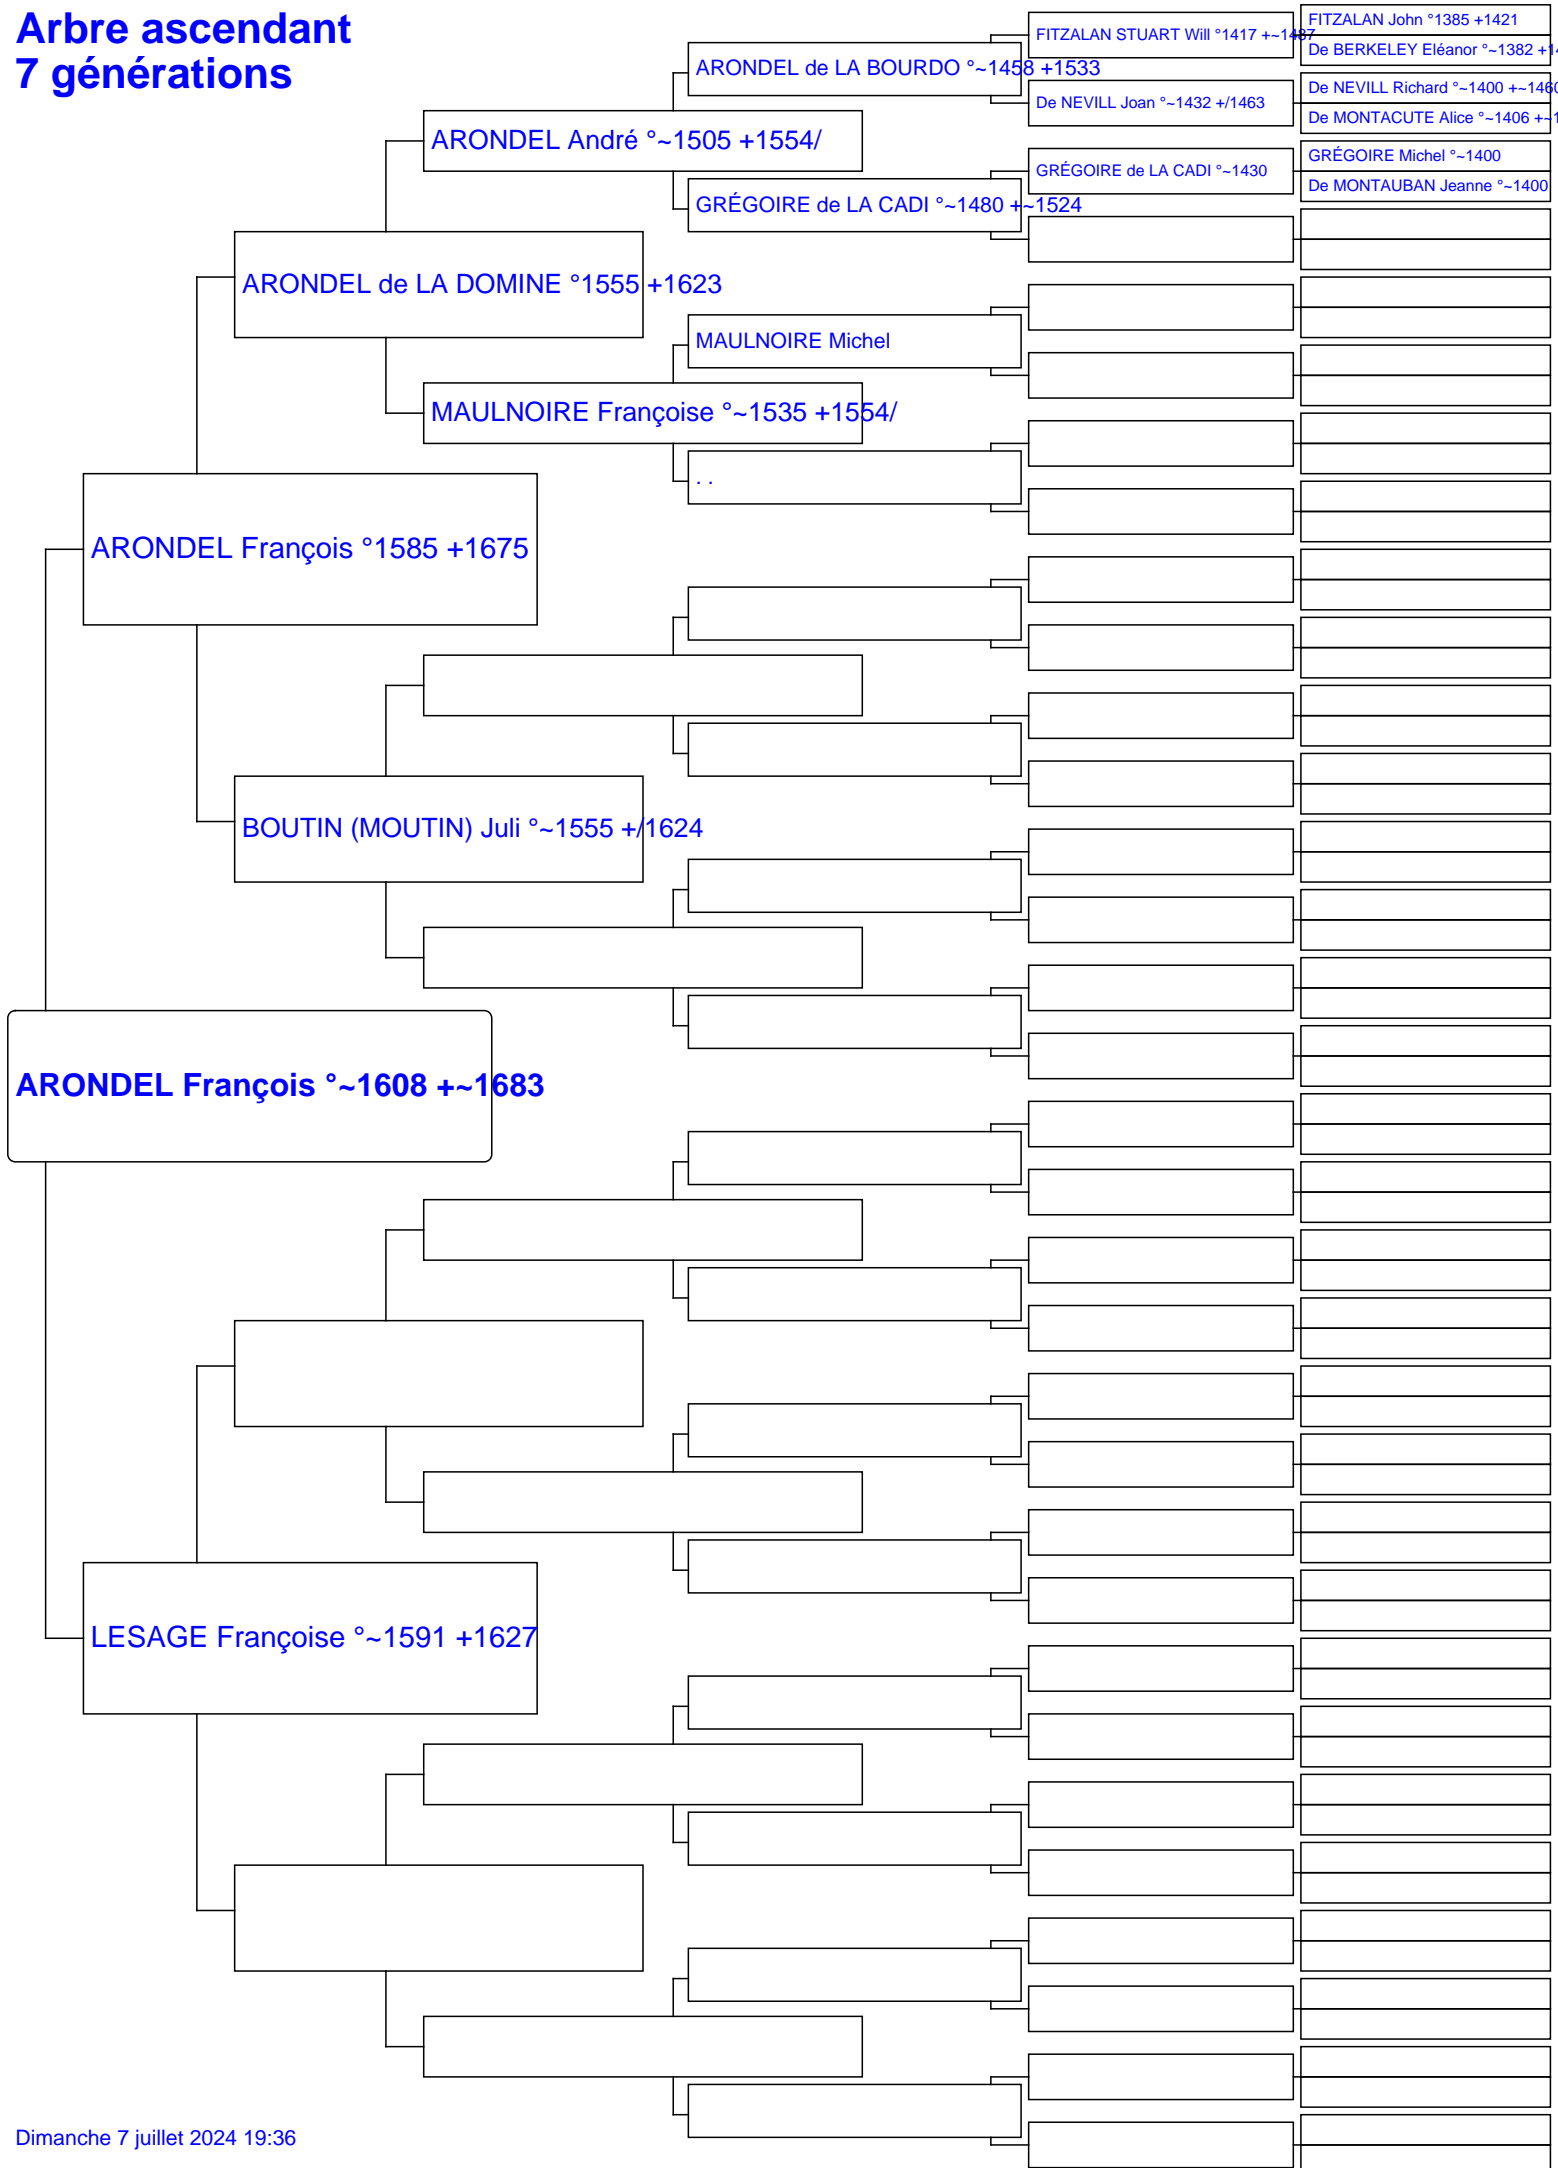 Arbre ascendant
7 générations
FITZALAN John °1385 +1421
FITZALAN STUART Will °1417 +~1487
De BERKELEY Eléanor °~1382 +1
ARONDEL de LA BOURDO °~1458 +1533
De NEVILL Richard °~1400 +~1460
De NEVILL Joan °~1432 +/1463
De MONTACUTE Alice °~1406 +~1
ARONDEL André °~1505 +1554/
GRÉGOIRE Michel °~1400
GRÉGOIRE de LA CADI °~1430
De MONTAUBAN Jeanne °~1400
GRÉGOIRE de LA CADI °~1480 +~1524
ARONDEL de LA DOMINE °1555 +1623
MAULNOIRE Michel
MAULNOIRE Françoise °~1535 +1554/
. .
ARONDEL François °1585 +1675
BOUTIN (MOUTIN) Juli °~1555 +/1624
ARONDEL François °~1608 +~1683
LESAGE Françoise °~1591 +1627
Dimanche 7 juillet 2024 19:36